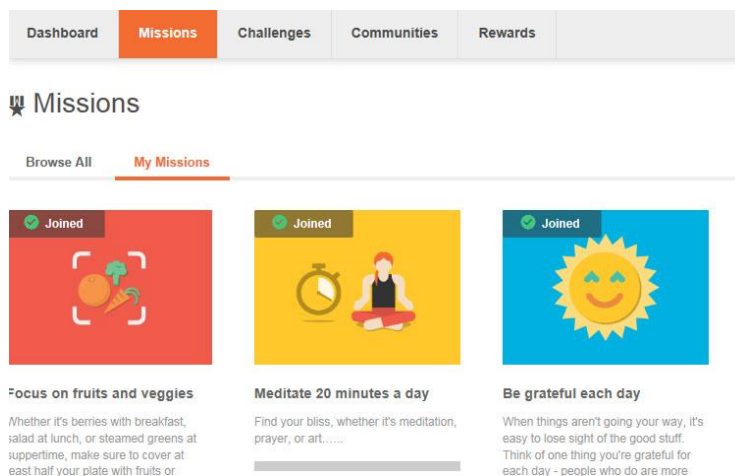 Dashboard Missions Challenges Communities Rewards
Missions
Browse All My Missions
Joined
Joined
Joined
Focus on fruits and veggies
Whether it's berries with breakfast,
salad at lunch, or steamed greens at
suppertime, make sure to cover at
least half your plate with fruits or
Meditate 20 minutes a day
Find your bliss, whether it's meditation,
prayer, or art......
Be grateful each day
When things aren't going your way, it's
easy to lose sight of the good stuff.
Think of one thing you're grateful for
each day - people who do are more